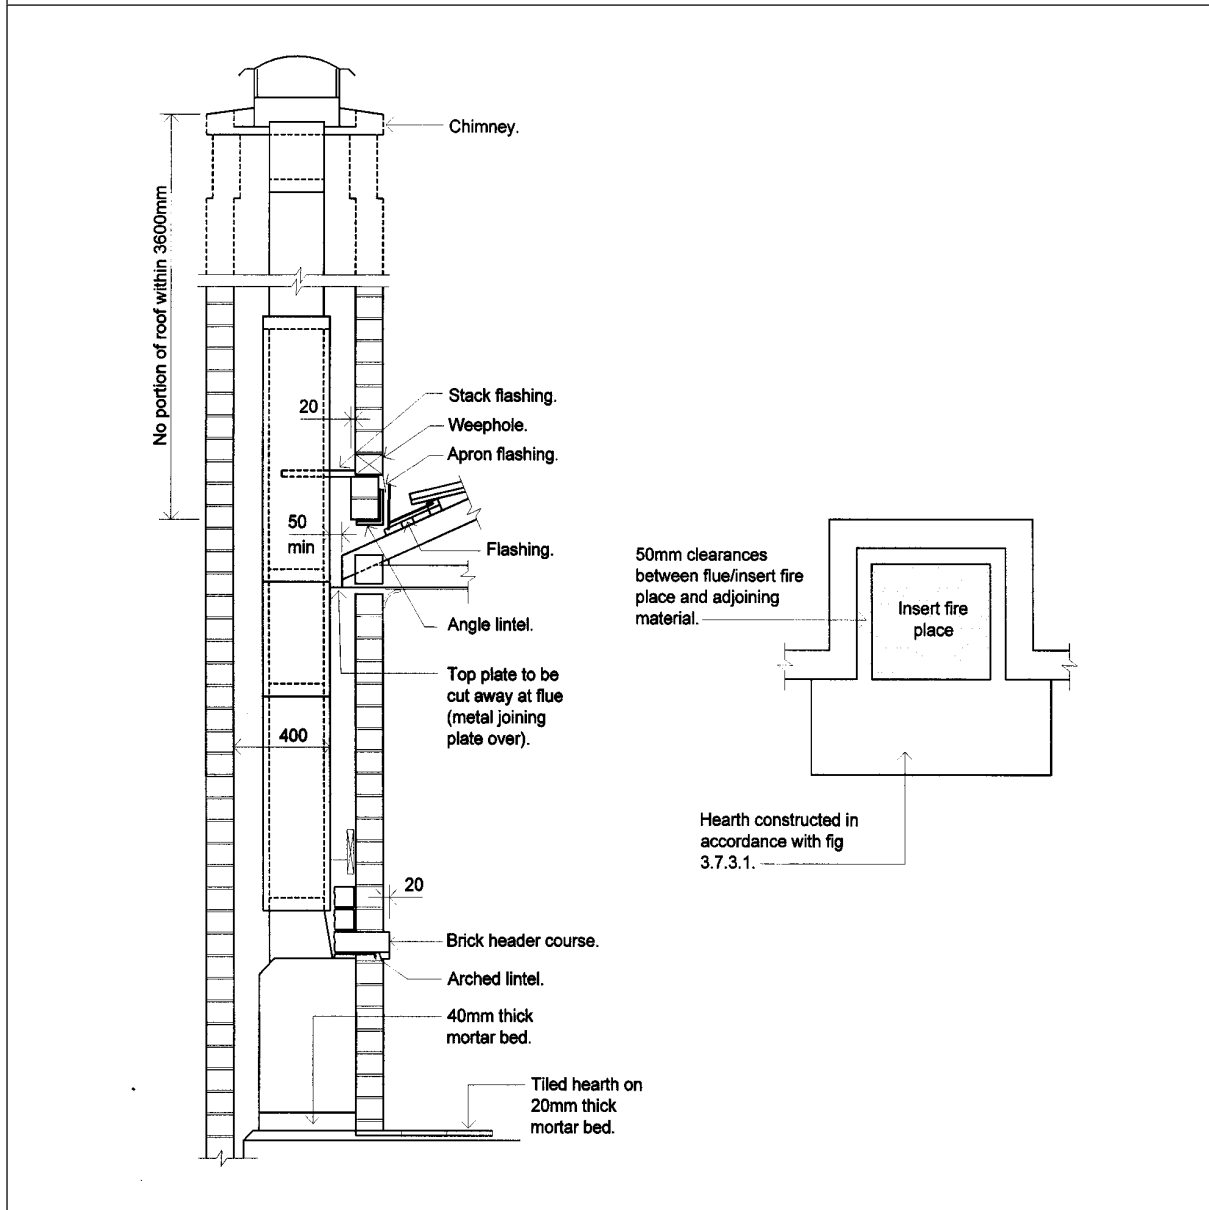 Chimney.
No portion of roof within 3600mm
Stack flashing.
20
Weephole.
Apron flashing.
50
min
Flashing.
Angle lintel.
Top plate to be
cut away at flue
(metal joining
plate over).
400
20
Brick header course.
Arched lintel.
40mm thick
mortar bed.
Tiled hearth on
20mm thick
mortar bed.
50mm clearances
between flue/insert fire
place and adjoining
material.
Insert fire
place
Hearth constructed in
accordance with fig
3.7.3.1.